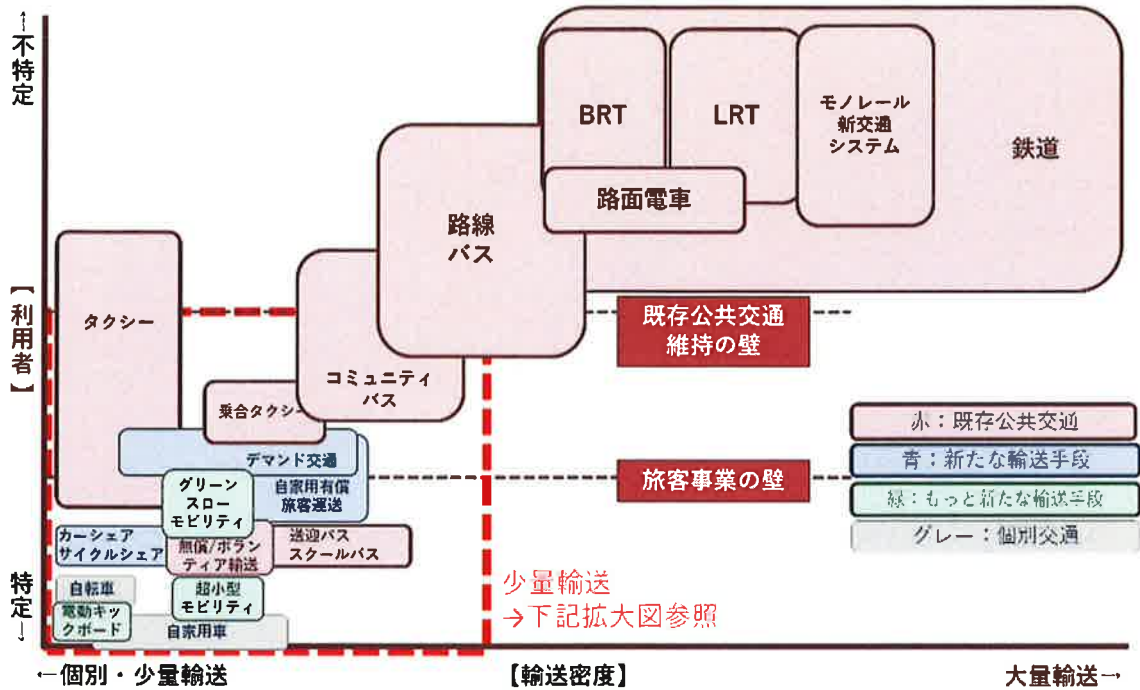 ←不特定
【利用者】
特定→
BRT
LRT
モノレール
新交通
システム
鉄道
路面電車
路線
バス
タクシー
既存公共交通
維持の壁
コミュニティ
バス
乗合タクシー
赤：既存公共交通
デマンド交通
青：新たな輸送手段
旅客事業の壁
グリーン
スロー
モビリティ
自家用有償
旅客運送
緑：もっと新たな輸送手段
カーシェア
サイクルシェア
無償/ボラン
ティア輸送
送迎バス
スクールバス
グレー：個別交通
自転車
超小型
モビリティ
電動キッ
クボード
自家用車
少量輸送
→下記拡大図参照
←個別・少量輸送
【輸送密度】
大量輸送→